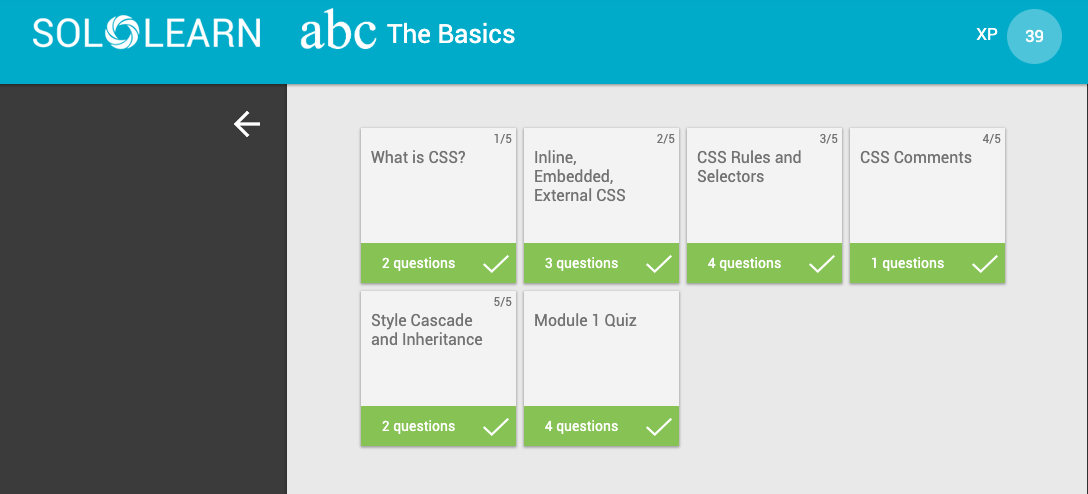 SOLOLEARN
abc The Basics
XP 39
1/5
What is CSS?
2 questions
2/5
Inline,
Embedded,
External CSS
3 questions
3/5
CSS Rules and
Selectors
4 questions
4/5
CSS Comments
1 questions
5/5
Style Cascade
and Inheritance
2 questions
Module 1 Quiz
4 questions